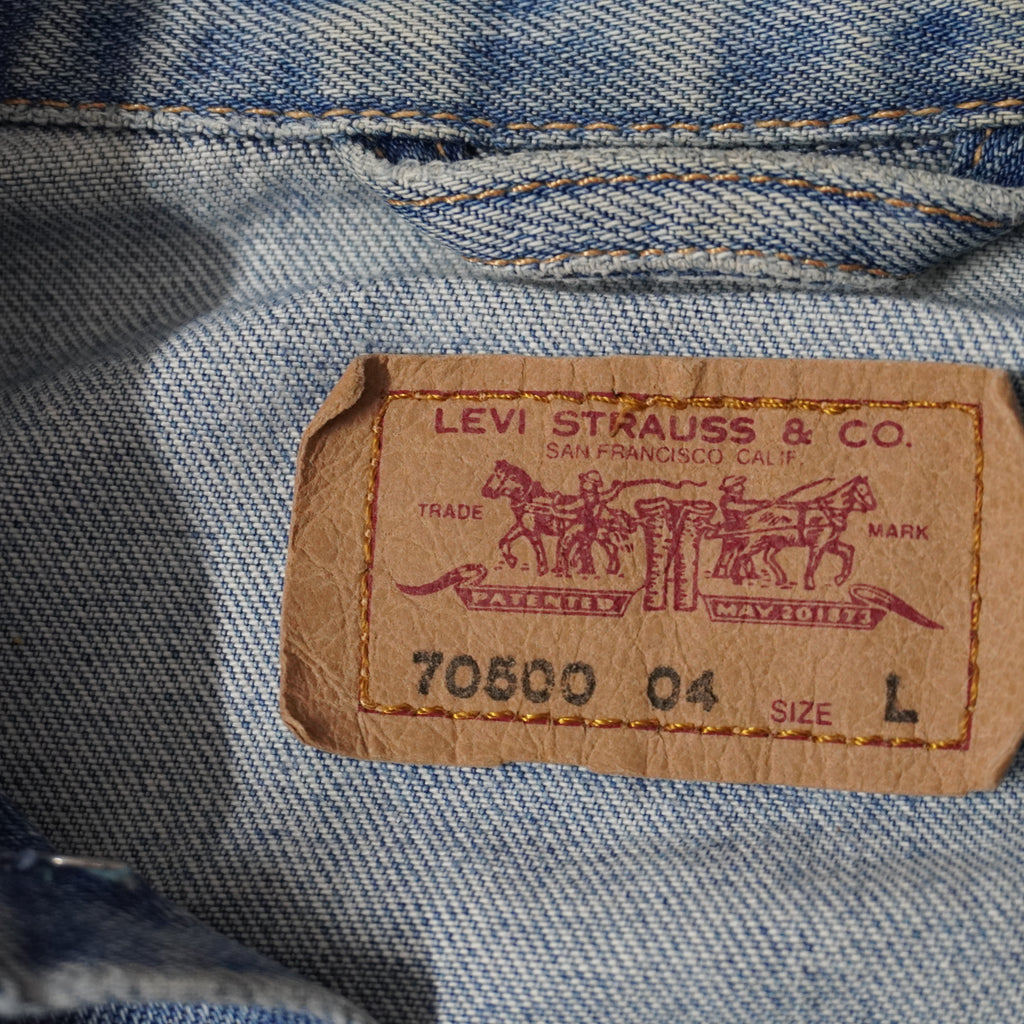 LEVI STRAUSS & CO.
SAN FRANCISCO CALIF.
TRADE MARK
PATENTED MAY 20 1873
70500 04 SIZE L